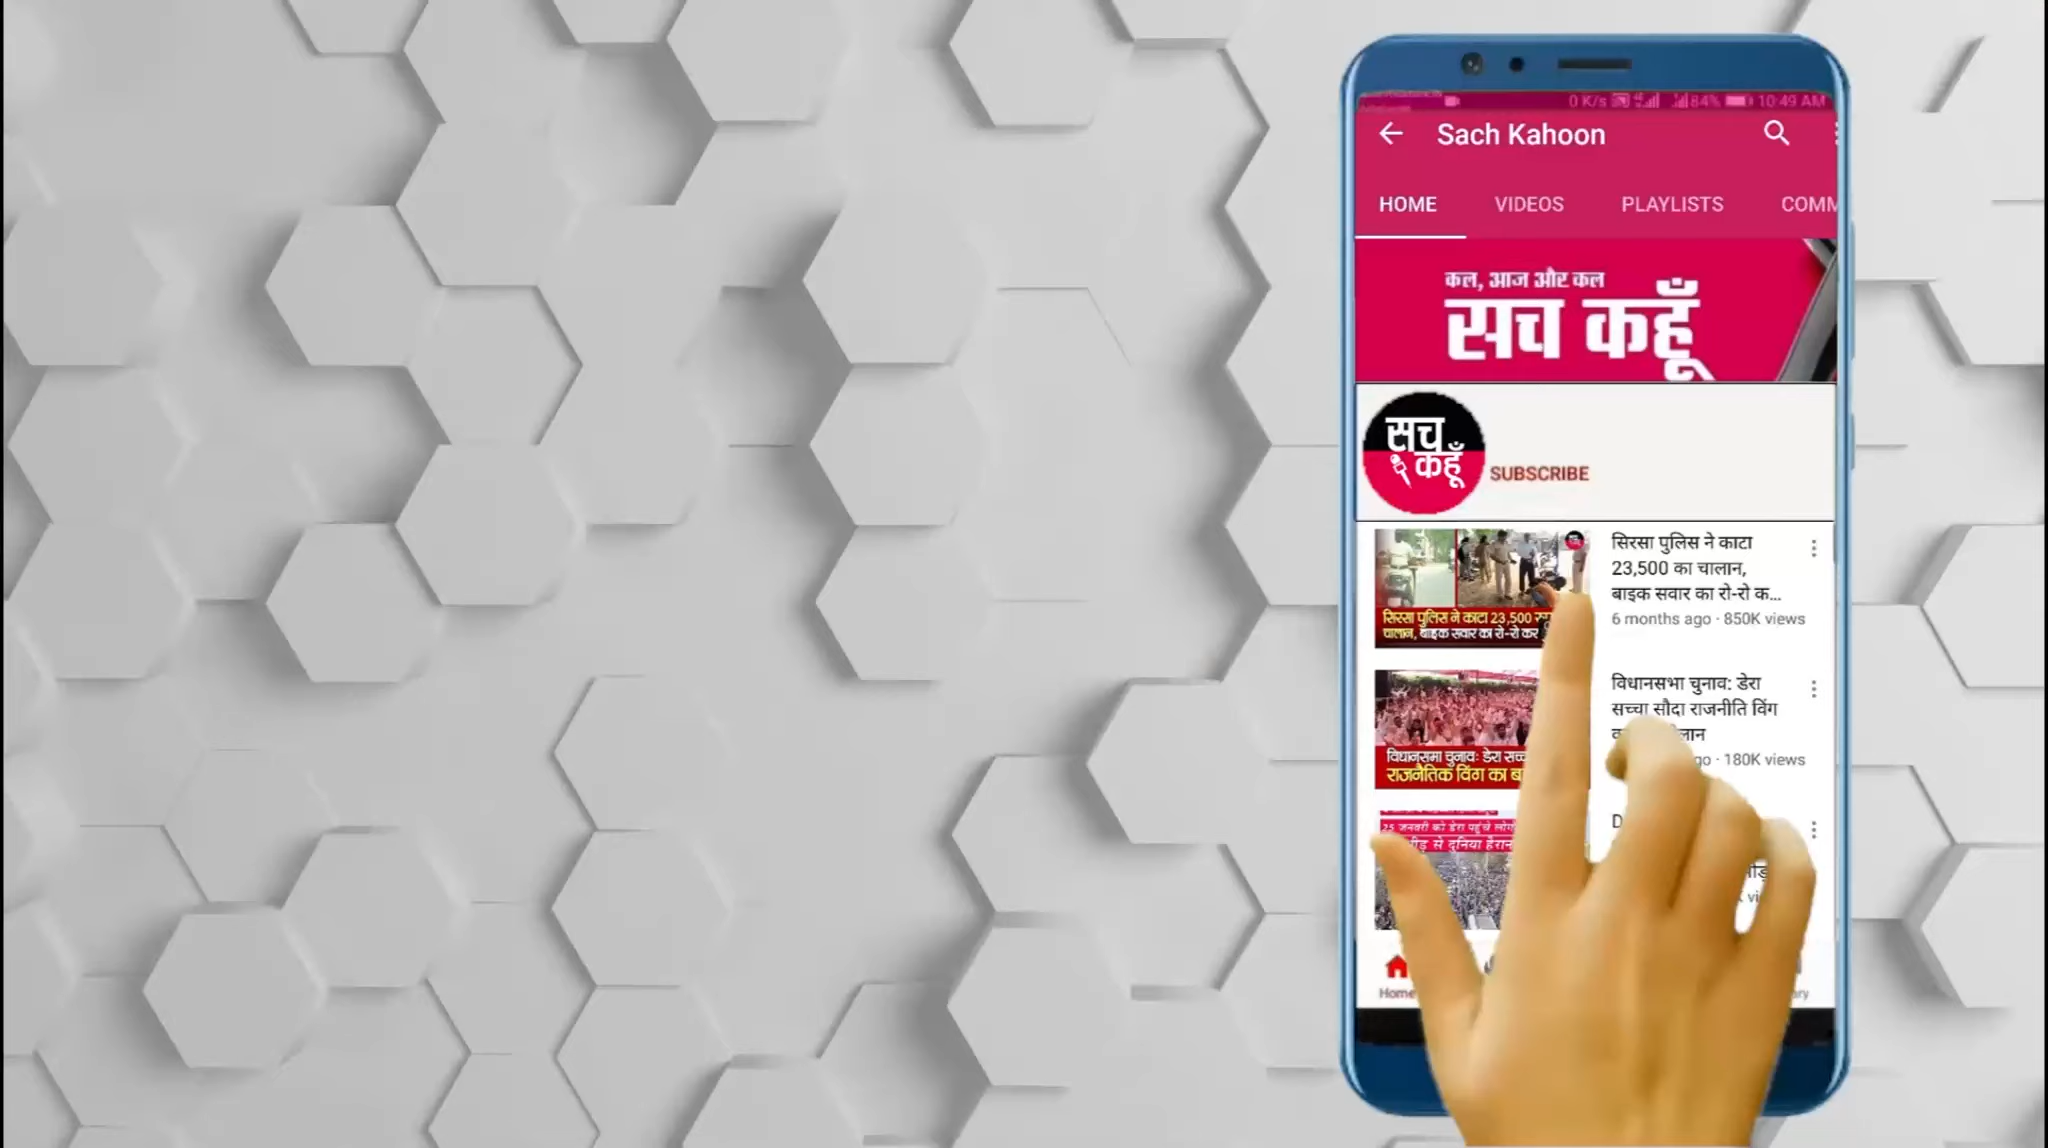 0 K/s 84% 10:49 AM
Sach Kahoon
HOME VIDEOS PLAYLISTS COMM
कल, आज और कल
सच कहूँ
सच
कहूँ
SUBSCRIBE
सिरसा पुलिस ने काटा 23,500
चालान, बाइक सवार का रो-रो कर
सिरसा पुलिस ने काटा
23,500 का चालान,
बाइक सवार का रो-रो क...
6 months ago · 850K views
विधानसभा चुनावः डेरा सच्च
राजनैतिक विंग का
विधानसभा चुनाव: डेरा
सच्चा सौदा राजनीति विंग
लान
go · 180K views
25 जनवरी को डेरा पहुंचे लोगों
से दुनिया हैरान
D
Home